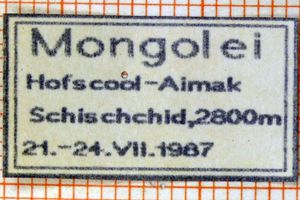 Mongolei
Hofscool-Aimak
Schischchid,2800m
21.-24.VII.1987